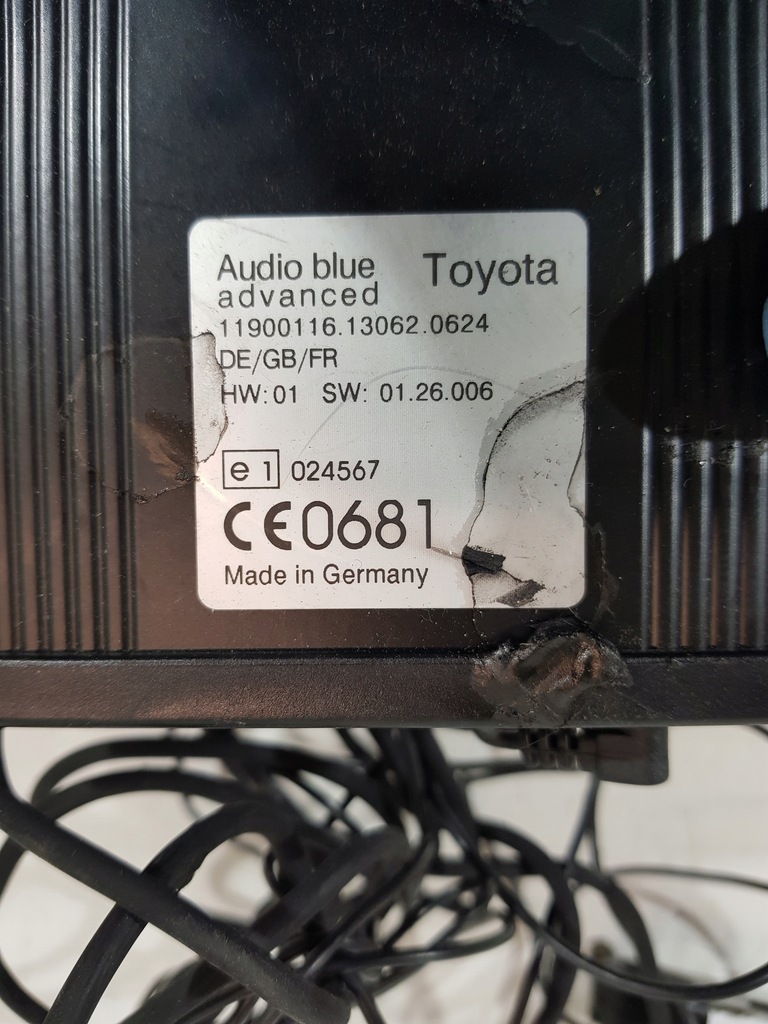 Audio blue Toyota
advanced
11900116.13062.0624
DE/GB/FR
HW:01 SW: 01.26.006
e1 024567
CE0681
Made in Germany